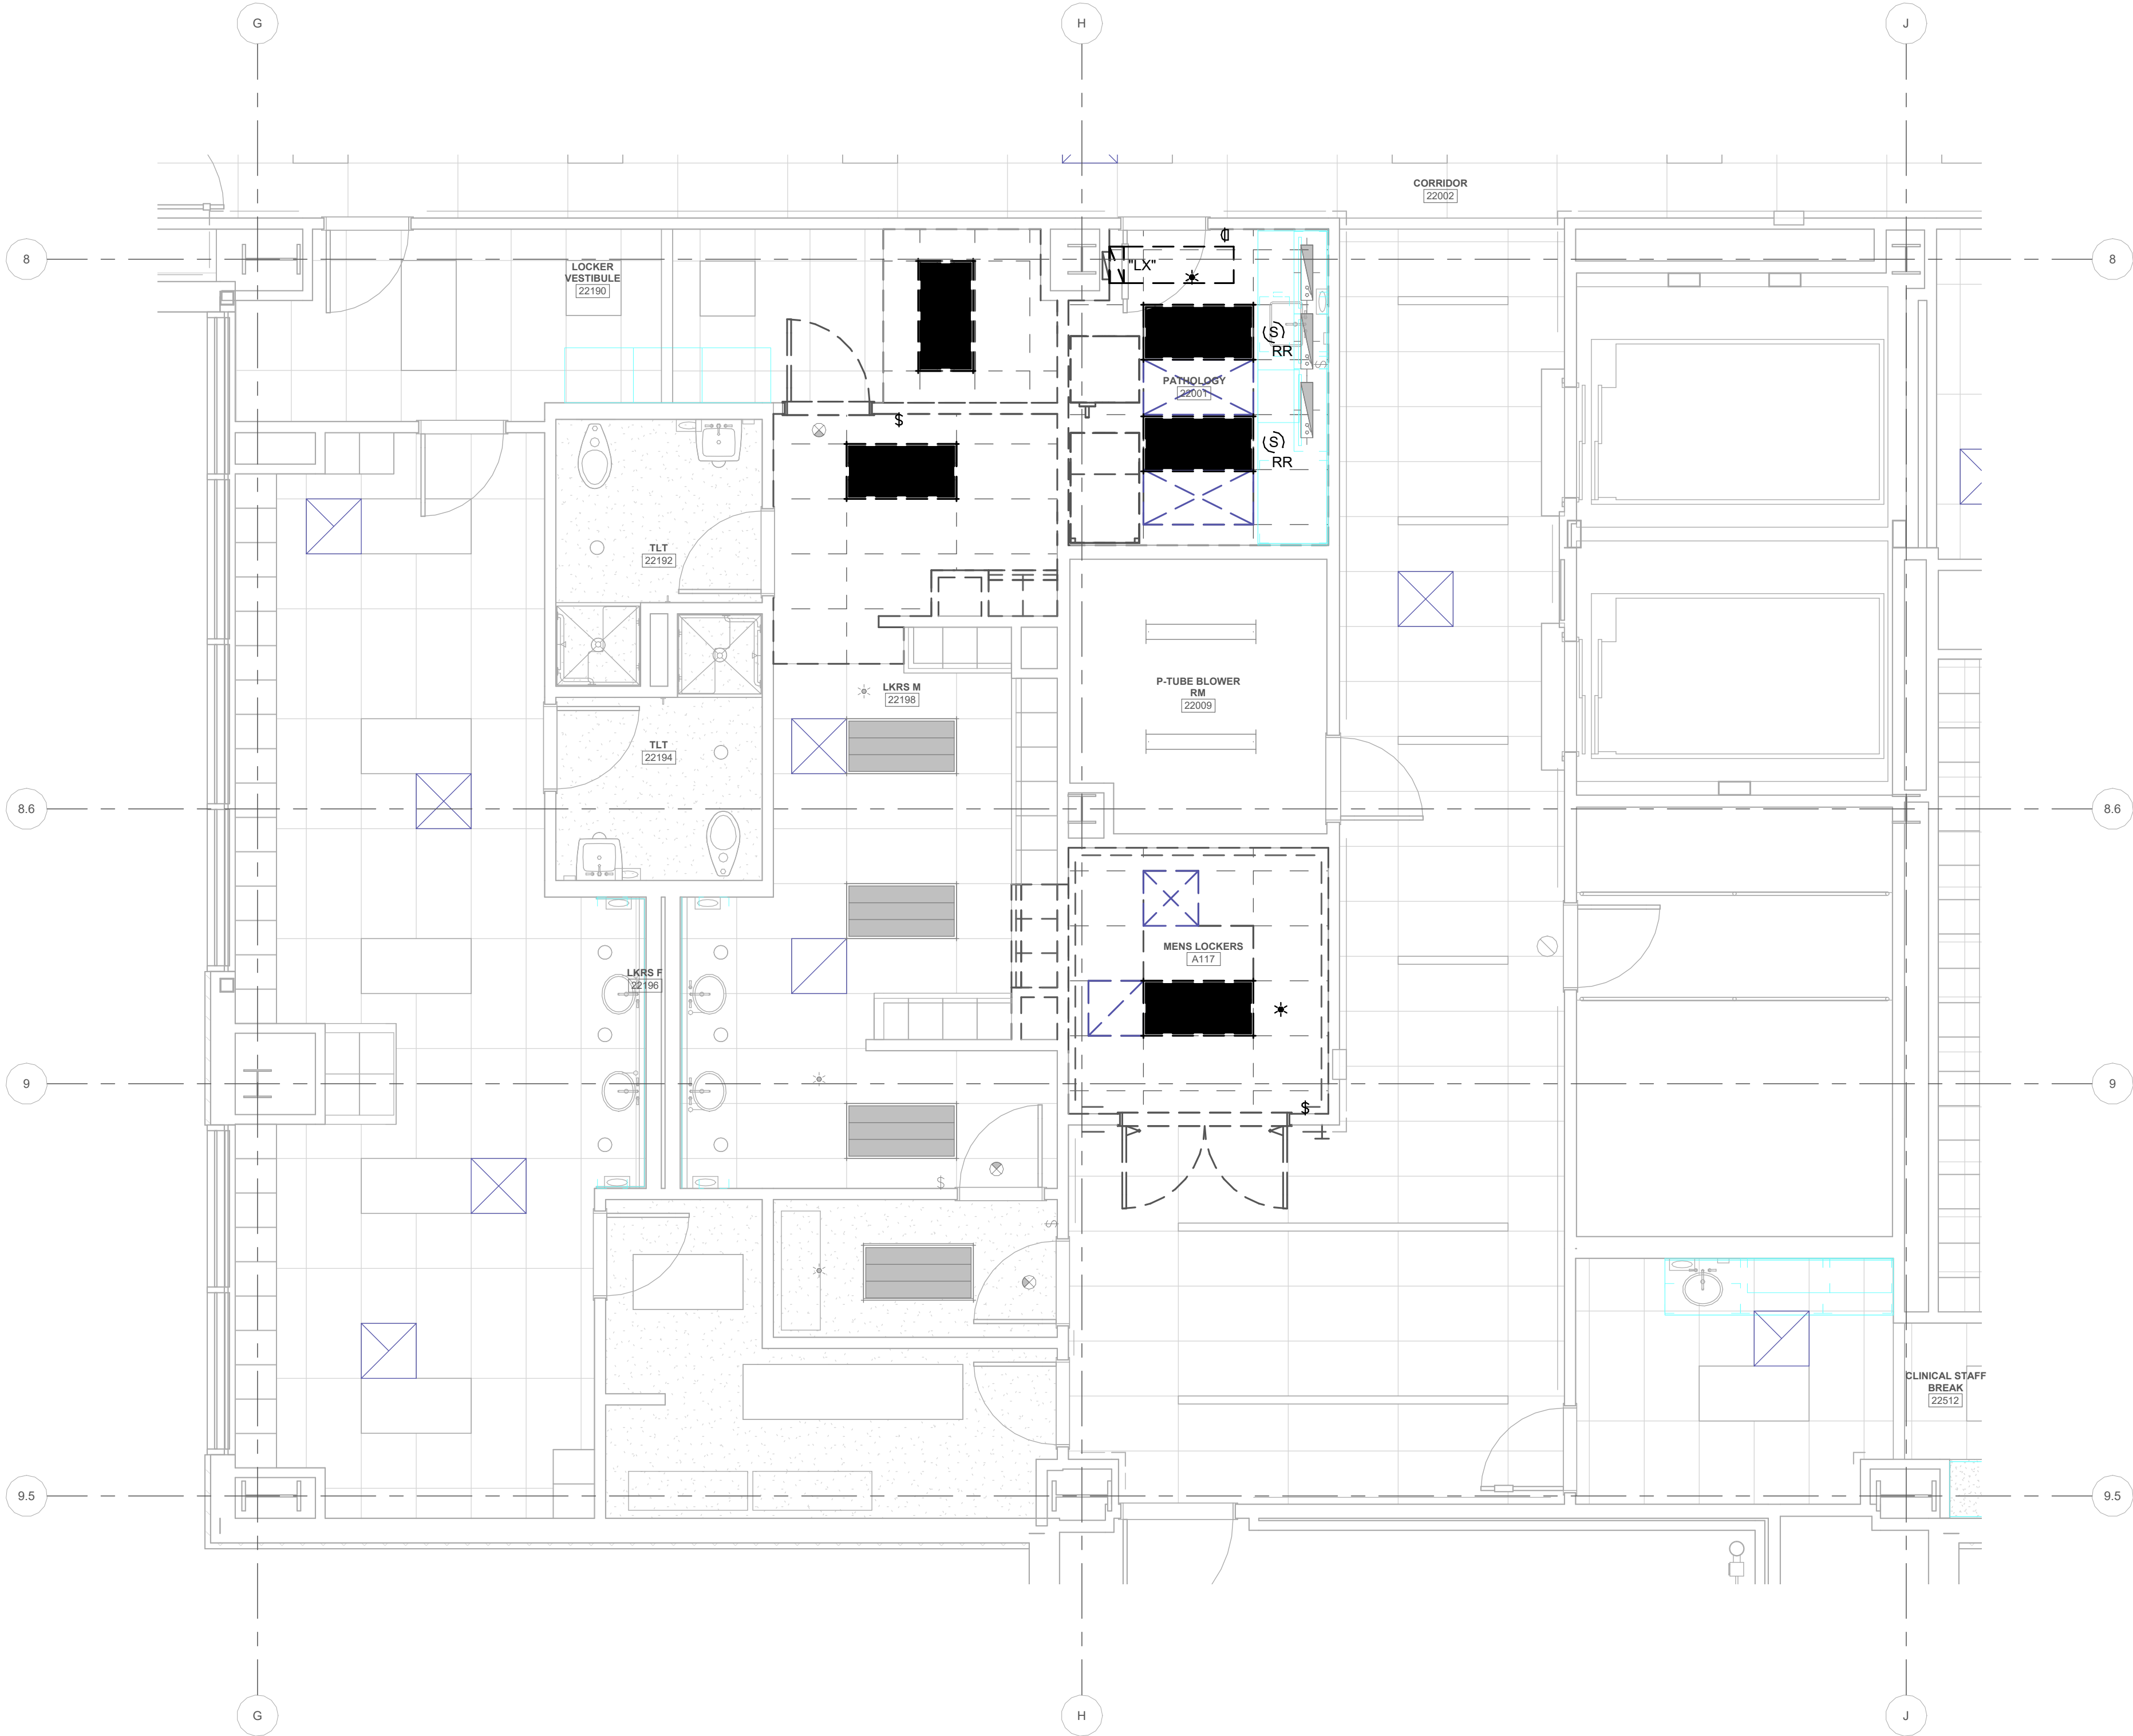 G
H
J
CORRIDOR
22002
8
8
LOCKER
VESTIBULE
22190
"LX"
S
RR
PATHOLOGY
22001
$
S
RR
$
TLT
22192
LKRS M
22198
P-TUBE BLOWER
RM
22009
TLT
22194
8.6
8.6
MENS LOCKERS
A117
LKRS F
22196
9
9
$
$
$
CLINICAL STAFF
BREAK
22512
9.5
9.5
G
H
J